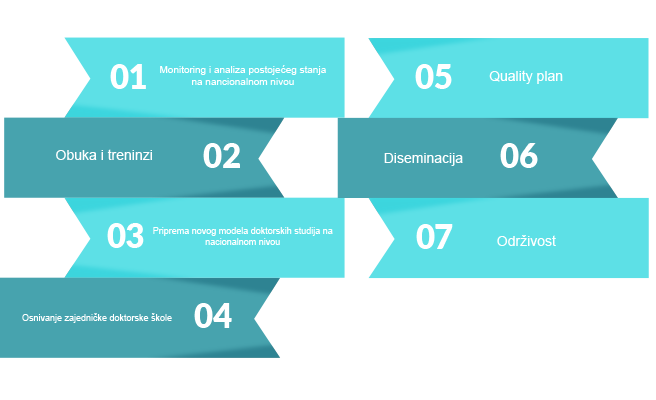 01
Monitoring i analiza postojećeg stanja
na nancionalnom nivou
Obuka i treninzi
02
03
Priprema novog modela doktorskih studija na
nacionalnom nivou
Osnivanje zajedničke doktorske škole
04
05
Quality plan
Diseminacija
06
07
Održivost